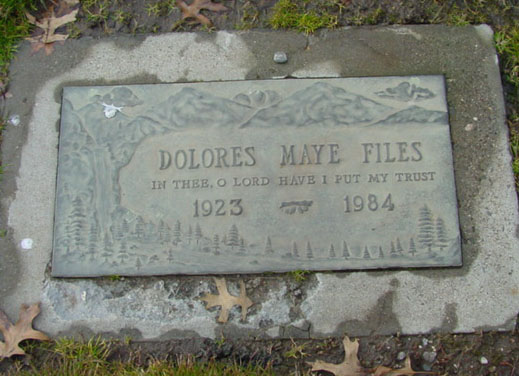 DOLORES MAYE FILES
IN THEE, O LORD HAVE I PUT MY TRUST
1923 1984